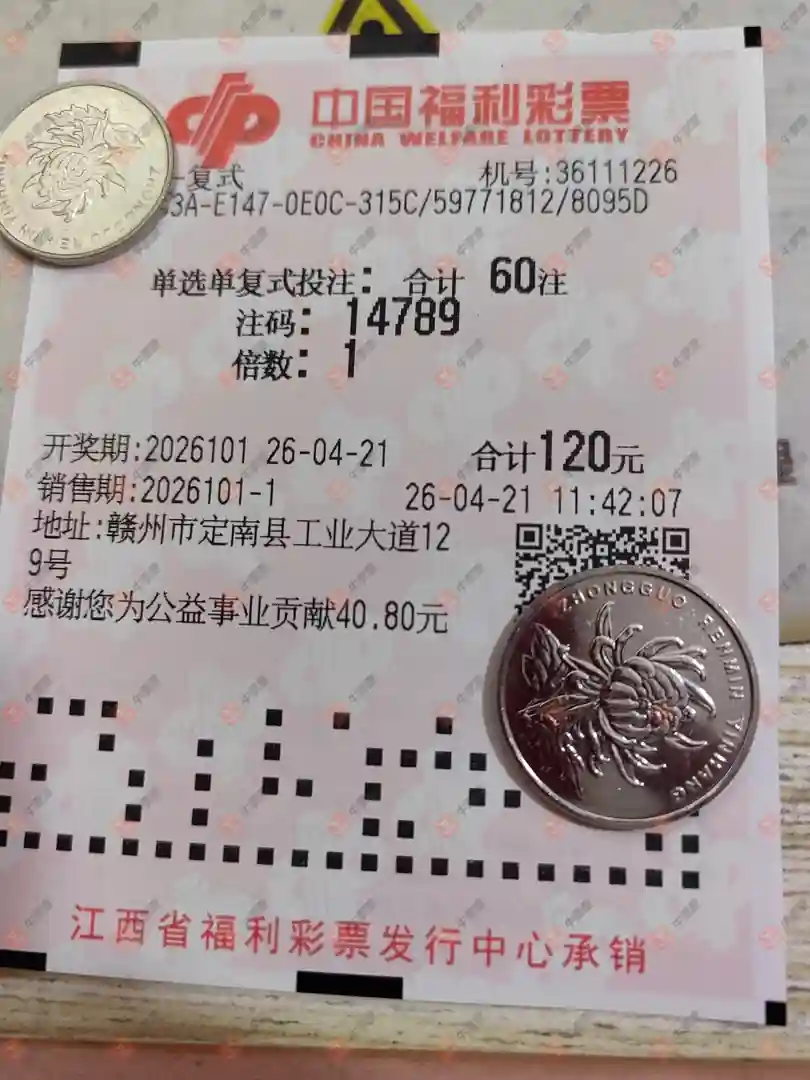 中国福利彩票
CHINA WELFARE LOTTERY
-复式 机号:36111226
3A-E147-0E0C-315C/59771812/8095D
单选单复式投注: 合计 60注
注码: 14789
倍数: 1
开奖期:2026101 26-04-21 合计120元
销售期:2026101-1 26-04-21 11:42:07
地址:赣州市定南县工业大道12
9号
感谢您为公益事业贡献40.80元
ZHONGGUO RENMIN YINHANG
江西省福利彩票发行中心承销